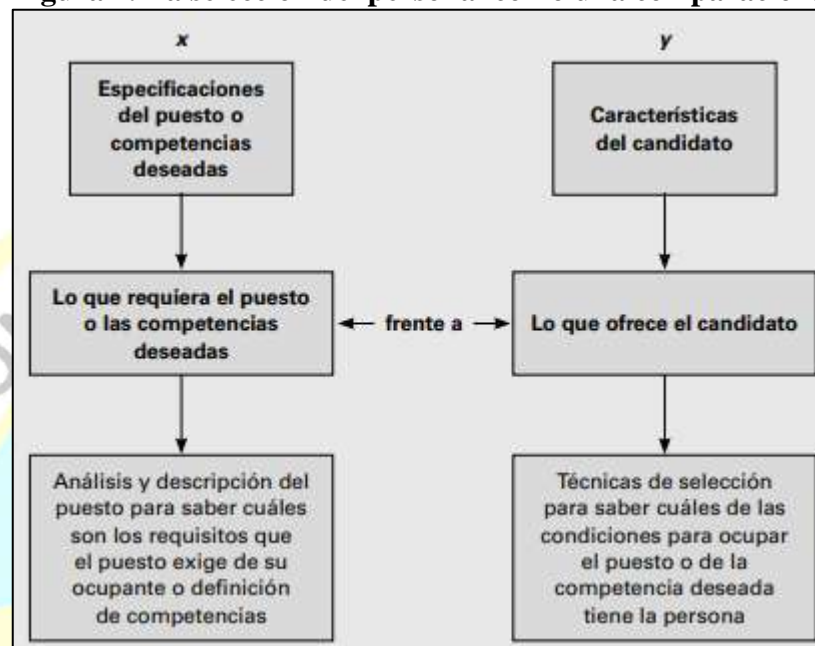 x
Especificaciones
del puesto o
competencias
deseadas
Lo que requiera el puesto
o las competencias
deseadas
Análisis y descripción del
puesto para saber cuáles
son los requisitos que
el puesto exige de su
ocupante o definición
de competencias
frente a
y
Características
del candidato
Lo que ofrece el candidato
Técnicas de selección
para saber cuáles de las
condiciones para ocupar
el puesto o de la
competencia deseada
tiene la persona